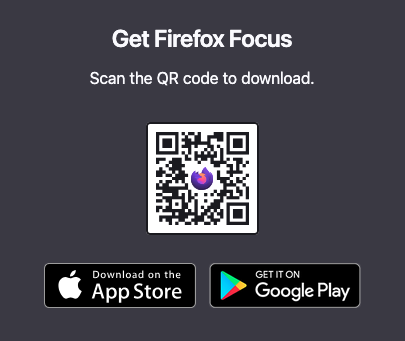 Get Firefox Focus
Scan the QR code to download.
Download on the
App Store
GET IT ON
Google Play